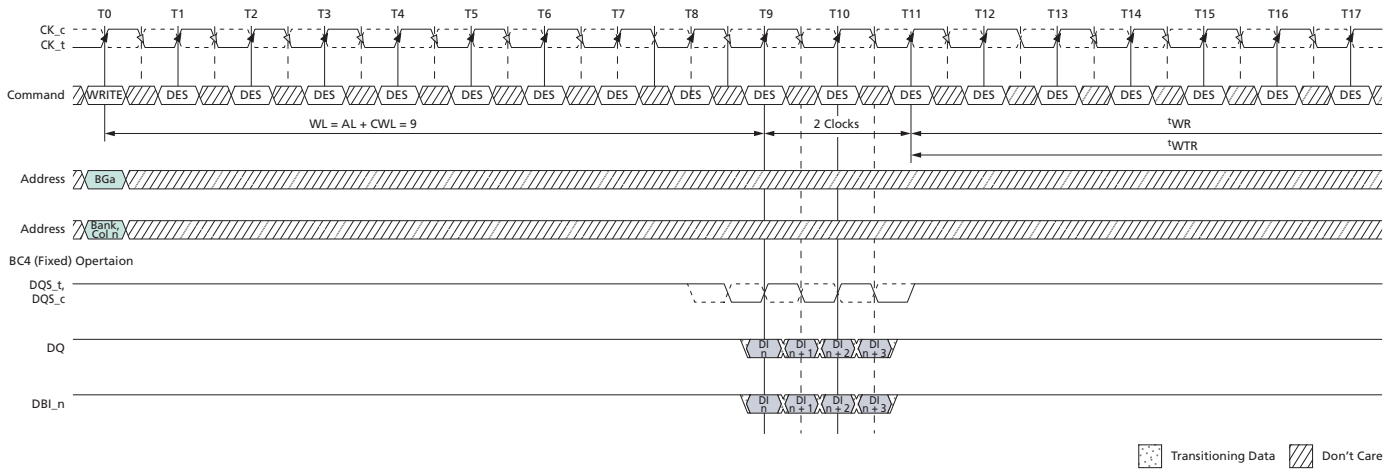 T0 T1 T2 T3 T4 T5 T6 T7 T8 T9 T10 T11 T12 T13 T14 T15 T16 T17
CK_c
CK_t
Command WRITE DES DES DES DES DES DES DES DES DES DES DES DES DES DES DES DES DES
WL = AL + CWL = 9 2 Clocks tWR
tWTR
Address BGa
Address Bank, Col n
BC4 (Fixed) Opertaion
DQS_t,
DQS_c
DQ DI n DI n + 1 DI n + 2 DI n + 3
DBI_n DI n DI n + 1 DI n + 2 DI n + 3
Transitioning Data Don't Care